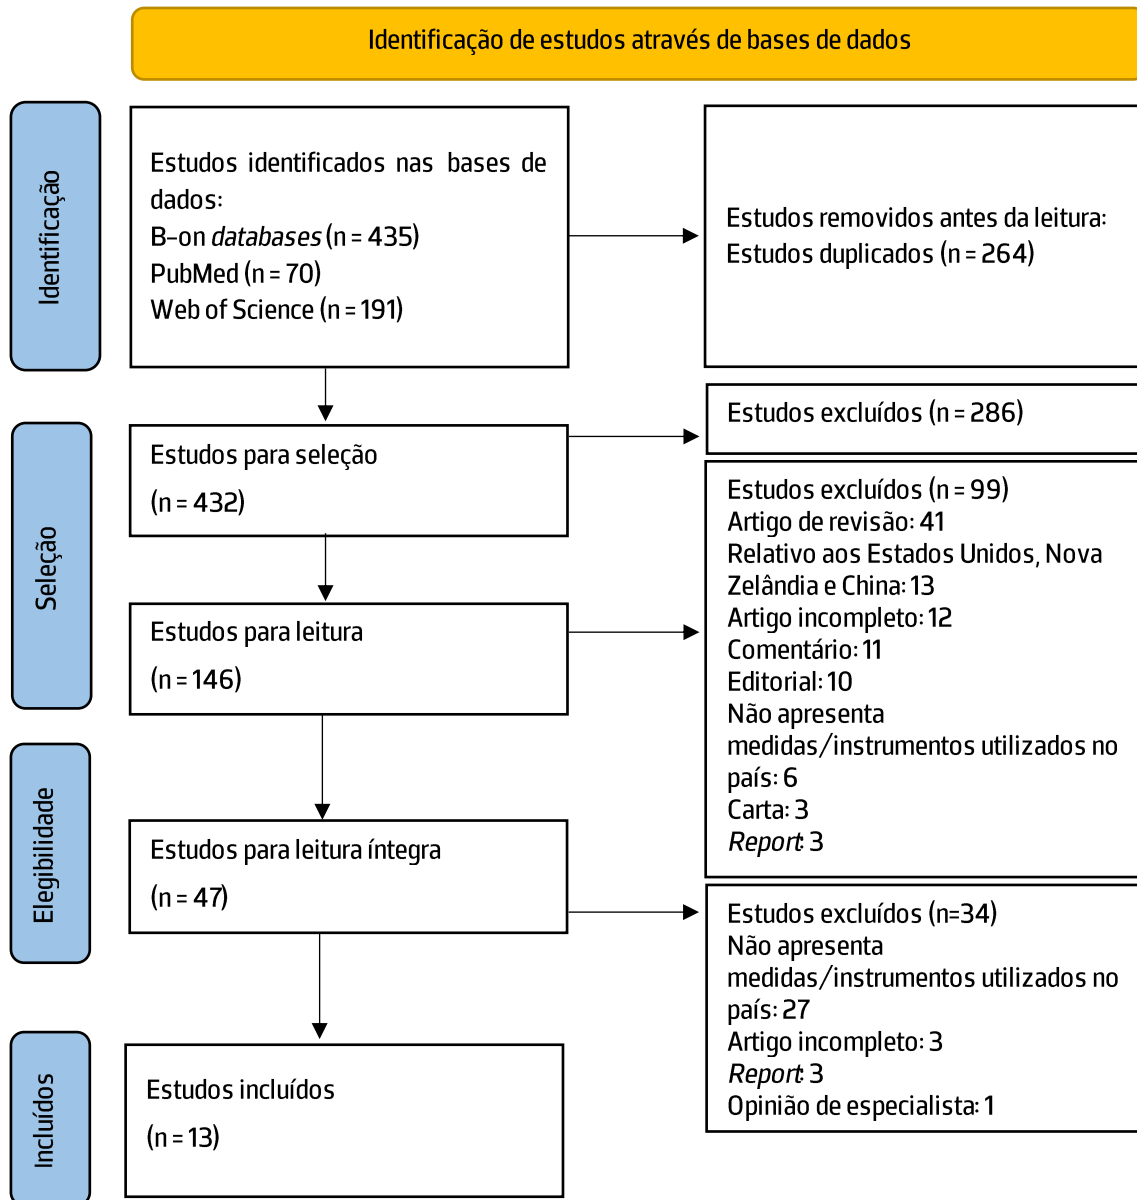 Identificação de estudos através de bases de dados
Identificação
Estudos identificados nas bases de
dados:
B-on databases (n = 435)
PubMed (n = 70)
Web of Science (n = 191)
Estudos removidos antes da leitura:
Estudos duplicados (n = 264)
Seleção
Estudos para seleção
(n = 432)
Estudos excluídos (n = 286)
Estudos para leitura
(n = 146)
Estudos excluídos (n = 99)
Artigo de revisão: 41
Relativo aos Estados Unidos, Nova
Zelândia e China: 13
Artigo incompleto: 12
Comentário: 11
Editorial: 10
Não apresenta
medidas/instrumentos utilizados no
país: 6
Carta: 3
Report: 3
Elegibilidade
Estudos para leitura íntegra
(n = 47)
Estudos excluídos (n=34)
Não apresenta
medidas/instrumentos utilizados no
país: 27
Artigo incompleto: 3
Report: 3
Opinião de especialista: 1
Incluídos
Estudos incluídos
(n = 13)